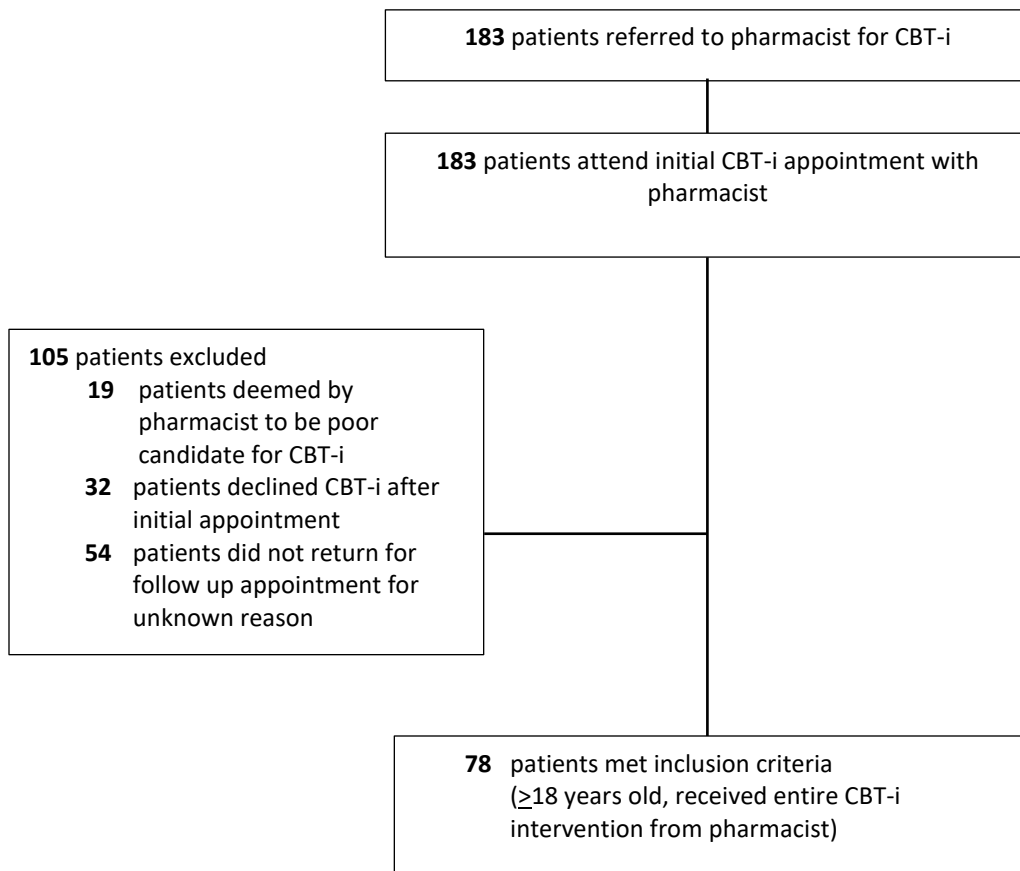 183 patients referred to pharmacist for CBT-i
183 patients attend initial CBT-i appointment with
pharmacist
105 patients excluded
19 patients deemed by
pharmacist to be poor
candidate for CBT-i
32 patients declined CBT-i after
initial appointment
54 patients did not return for
follow up appointment for
unknown reason
78 patients met inclusion criteria
(≥18 years old, received entire CBT-i
intervention from pharmacist)